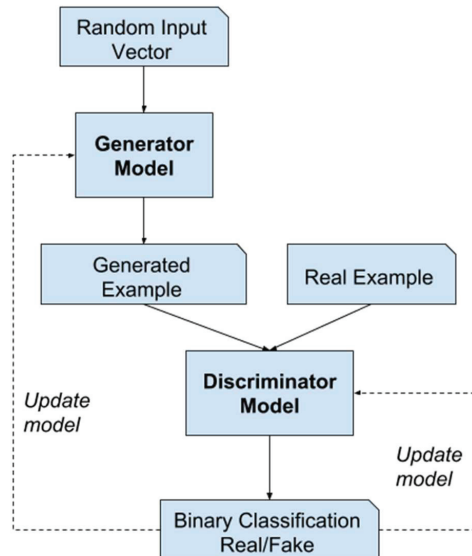 Random Input
Vector
Generator
Model
Generated
Example
Real Example
Discriminator
Model
Update
model
Update
model
Binary Classification
Real/Fake